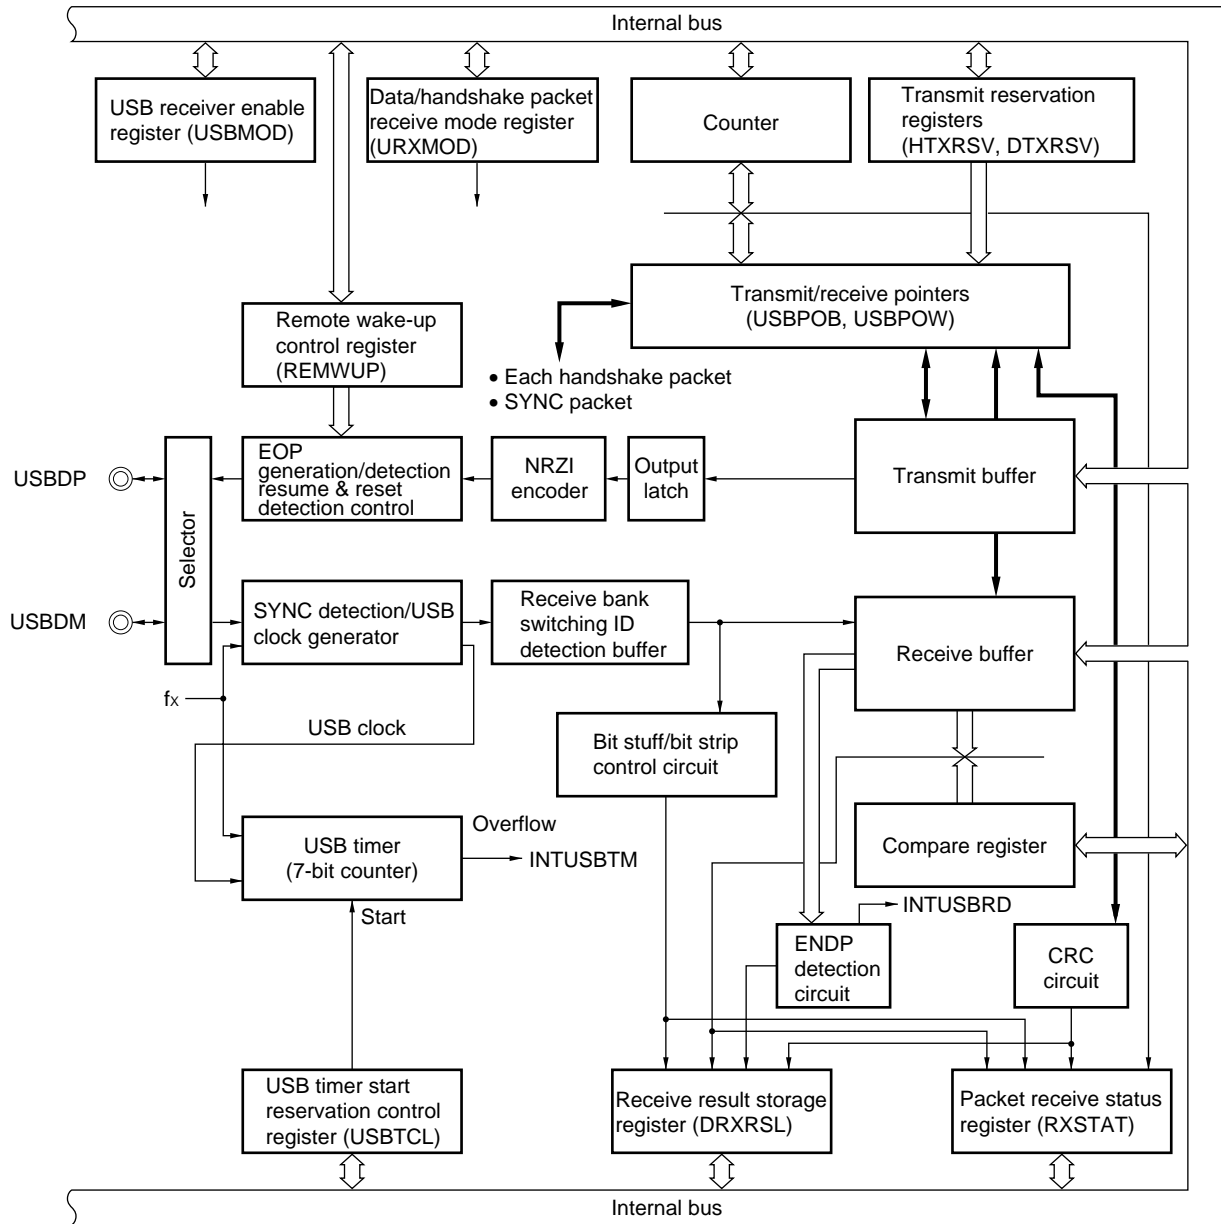 Internal bus
USB receiver enable
register (USBMOD)
Data/handshake packet
receive mode register
(URXMOD)
Counter
Transmit reservation
registers
(HTXRSV, DTXRSV)
Transmit/receive pointers
(USBPOB, USBPOW)
Remote wake-up
control register
(REMWUP)
• Each handshake packet
• SYNC packet
USBDP
Selector
EOP
generation/detection
resume & reset
detection control
NRZI
encoder
Output
latch
Transmit buffer
USBDM
SYNC detection/USB
clock generator
Receive bank
switching ID
detection buffer
Receive buffer
fX
USB clock
Bit stuff/bit strip
control circuit
USB timer
(7-bit counter)
Overflow
INTUSBTM
Compare register
Start
INTUSBRD
ENDP
detection
circuit
CRC
circuit
USB timer start
reservation control
register (USBTCL)
Receive result storage
register (DRXRSL)
Packet receive status
register (RXSTAT)
Internal bus